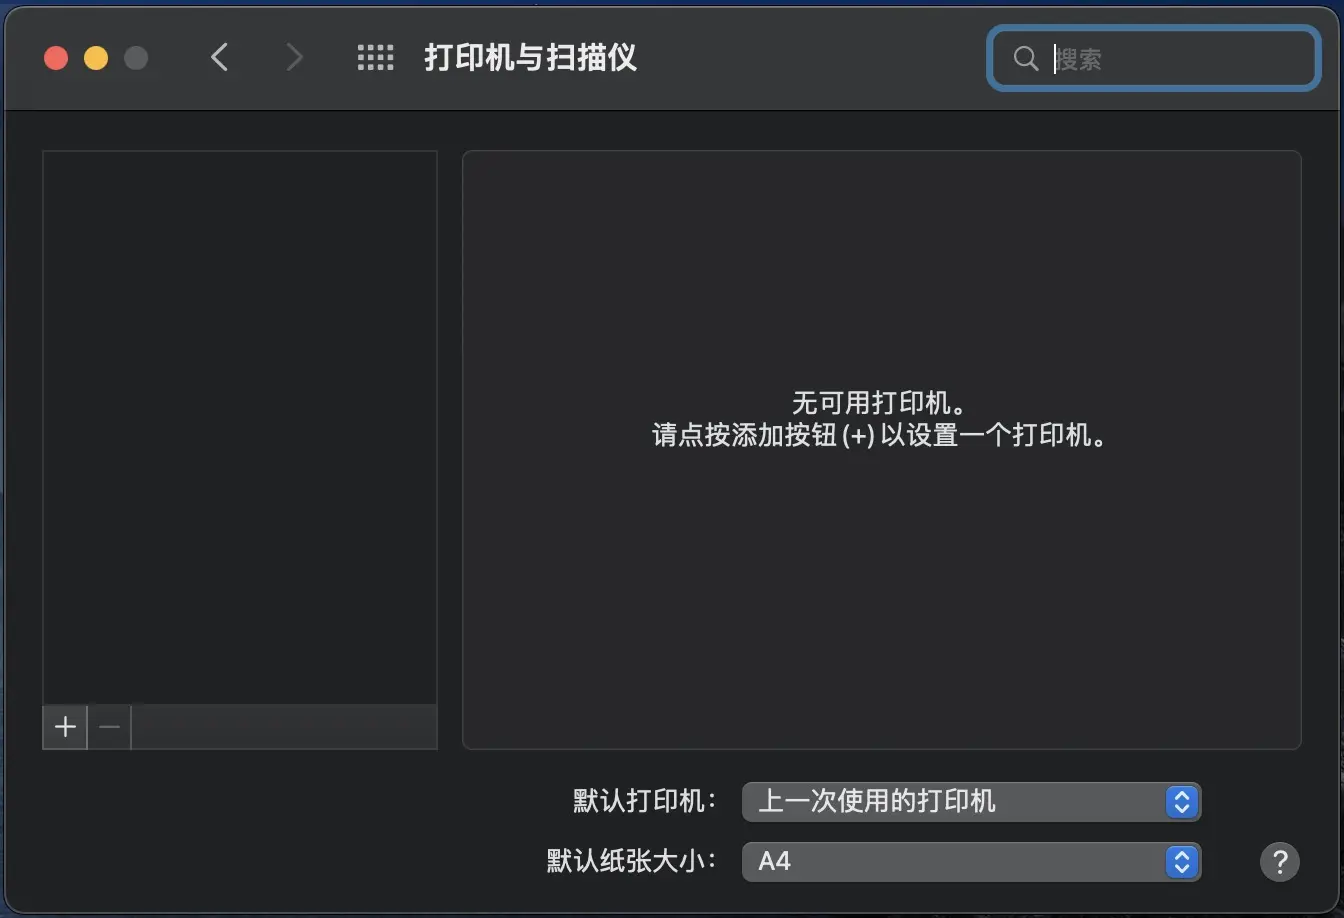 打印机与扫描仪
搜索
无可用打印机。
请点按添加按钮(+)以设置一个打印机。
+ −
默认打印机：
上一次使用的打印机
默认纸张大小：
A4
?